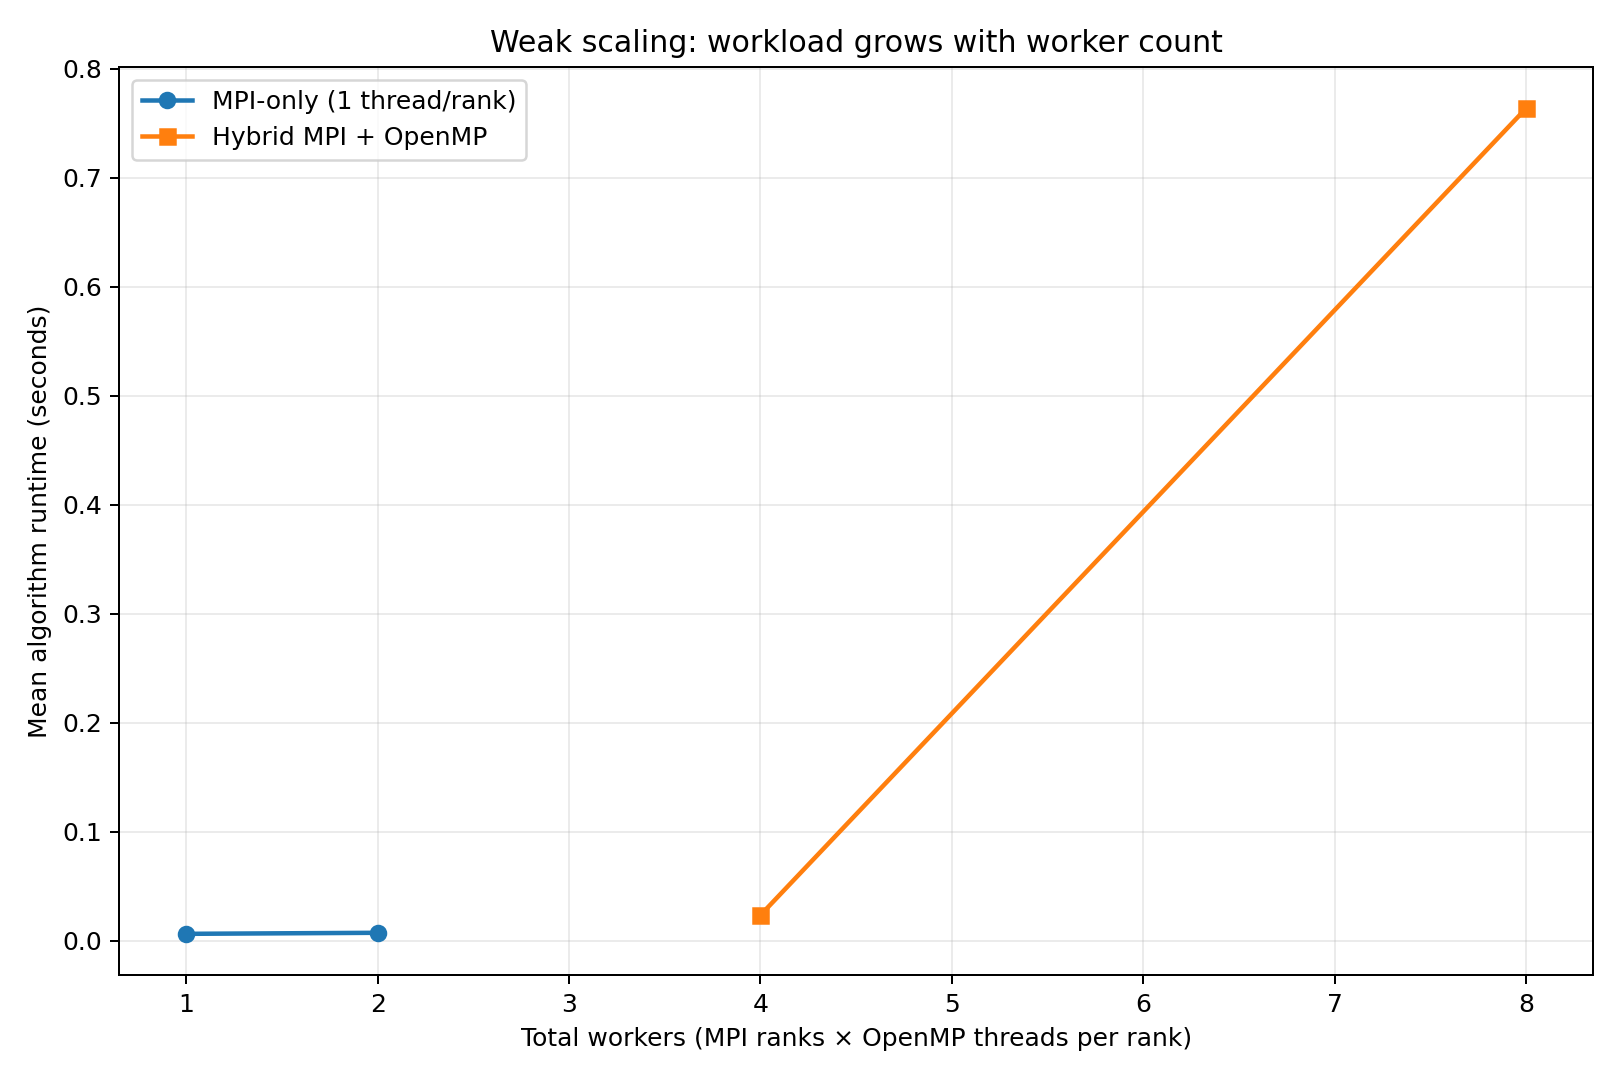 Weak scaling: workload grows with worker count
MPI-only (1 thread/rank)
Hybrid MPI + OpenMP
Mean algorithm runtime (seconds)
0.8
0.7
0.6
0.5
0.4
0.3
0.2
0.1
0.0
1 2 3 4 5 6 7 8
Total workers (MPI ranks × OpenMP threads per rank)